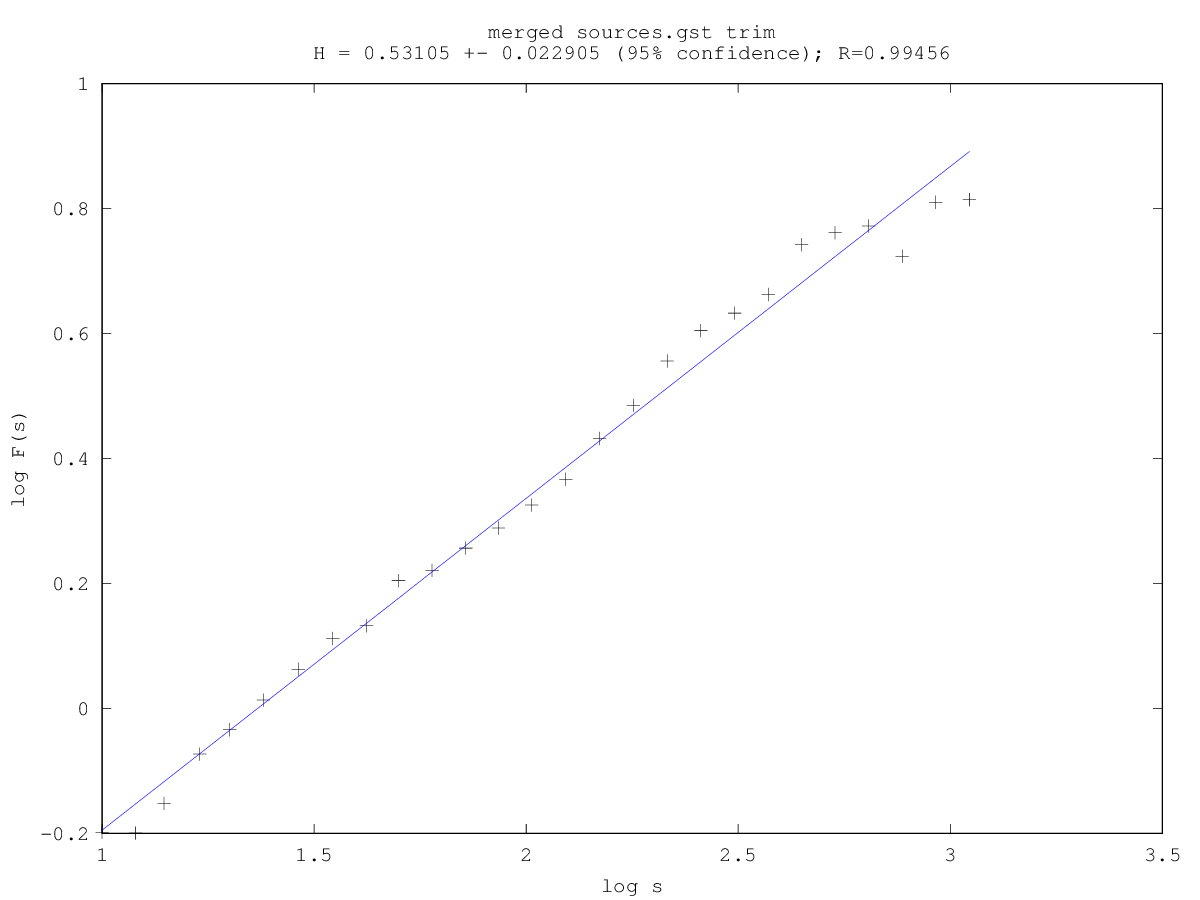 merged sources.gst trim
H = 0.53105 +- 0.022905 (95% confidence); R=0.99456
1
0.8
0.6
0.4
0.2
0
-0.2
log F(s)
1 1.5 2 2.5 3 3.5
log s